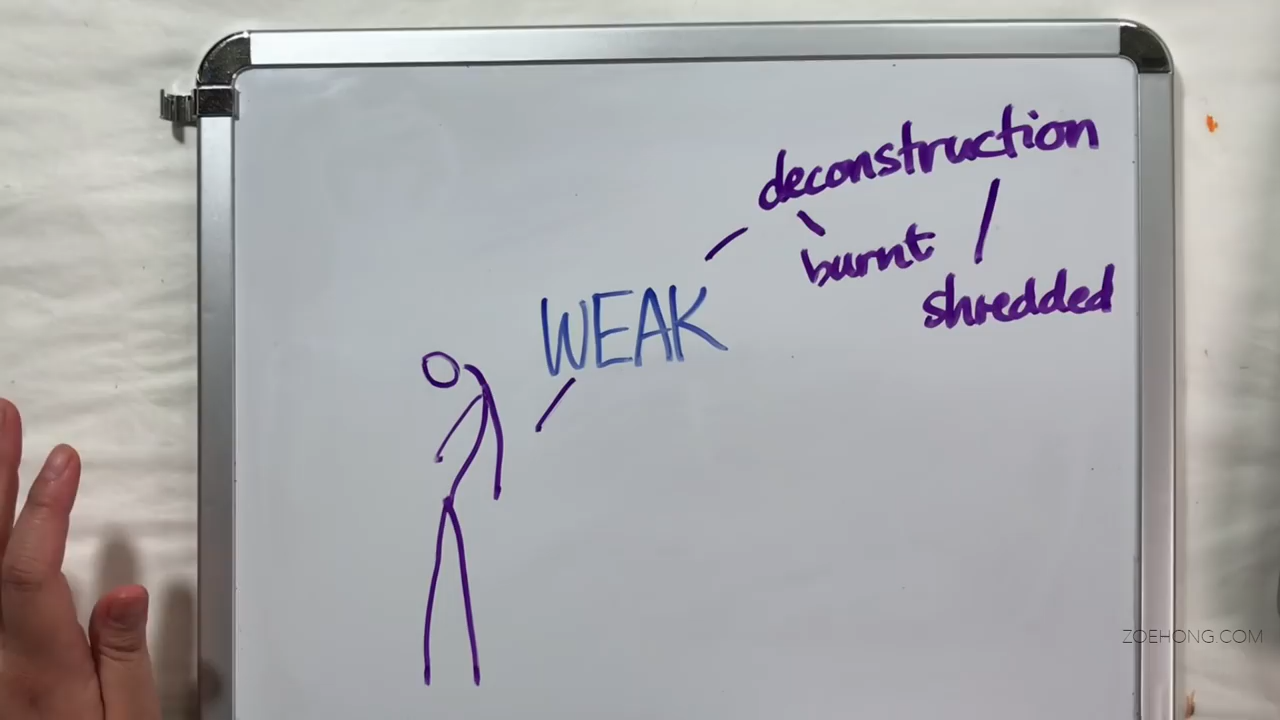 deconstruction
burnt
shredded
WEAK
ZOEHONG.COM